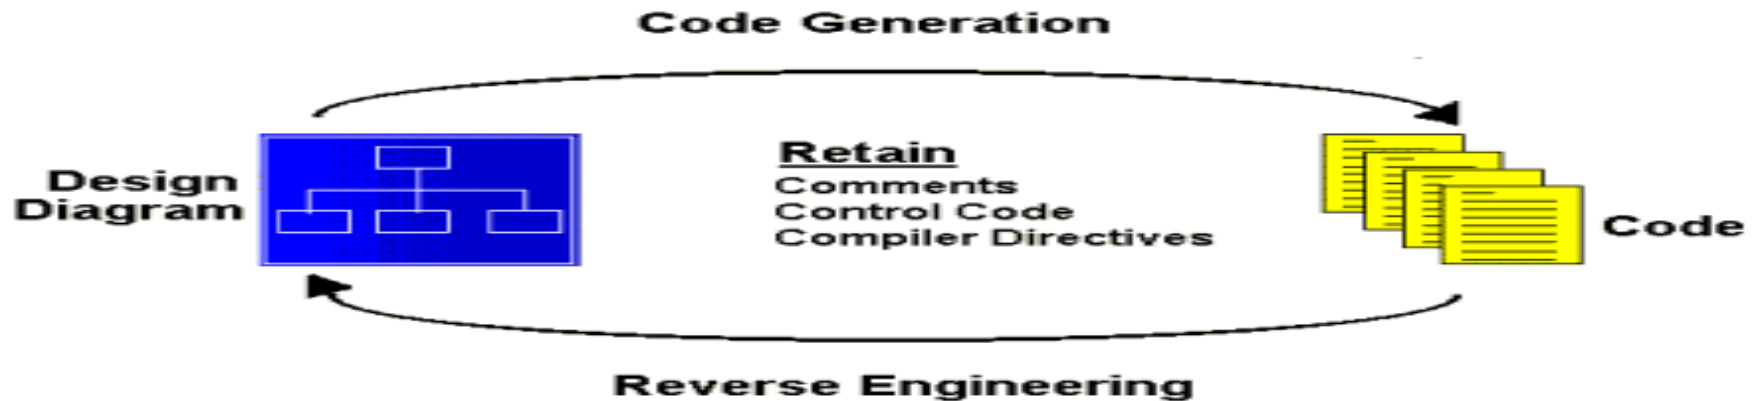 Code Generation
Design
Diagram
Retain
Comments
Control Code
Compiler Directives
Code
Reverse Engineering